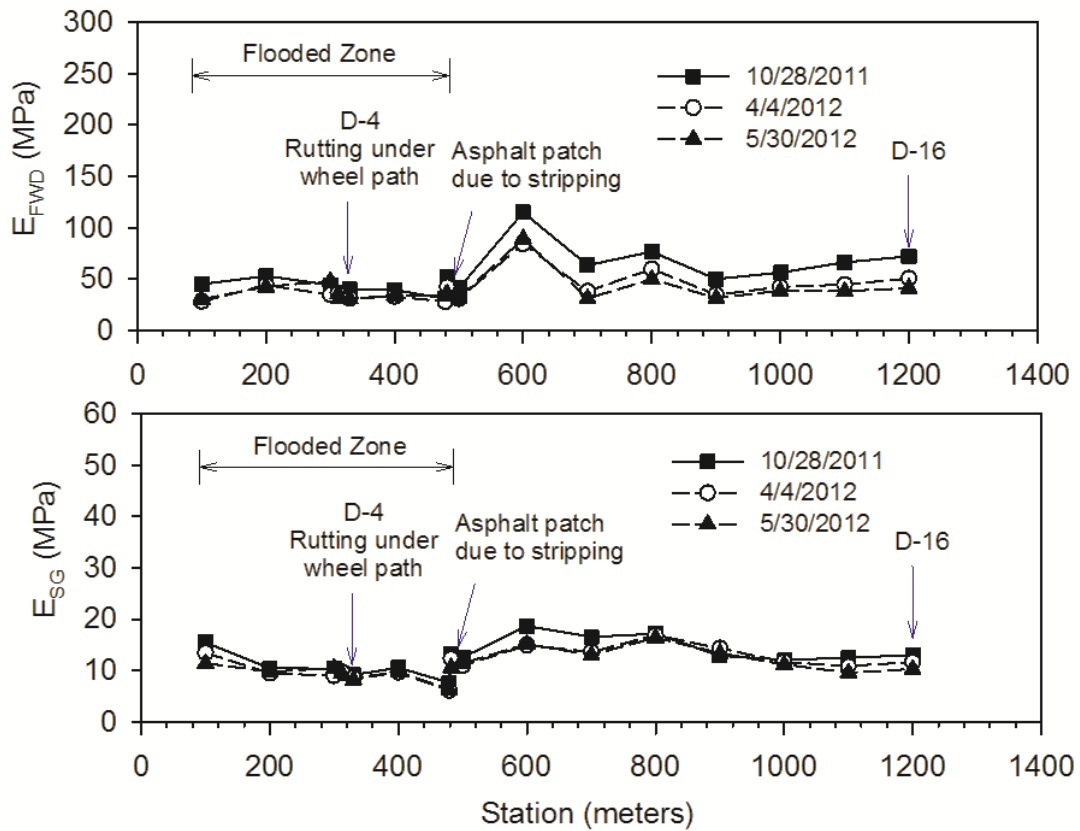 300
250
200
150
100
50
0
E_FWD (MPa)
Flooded Zone
D-4
Rutting under
wheel path
Asphalt patch
due to stripping
10/28/2011
4/4/2012
5/30/2012
D-16
0 200 400 600 800 1000 1200 1400
60
50
40
30
20
10
0
E_SG (MPa)
Flooded Zone
D-4
Rutting under
wheel path
Asphalt patch
due to stripping
10/28/2011
4/4/2012
5/30/2012
D-16
0 200 400 600 800 1000 1200 1400
Station (meters)